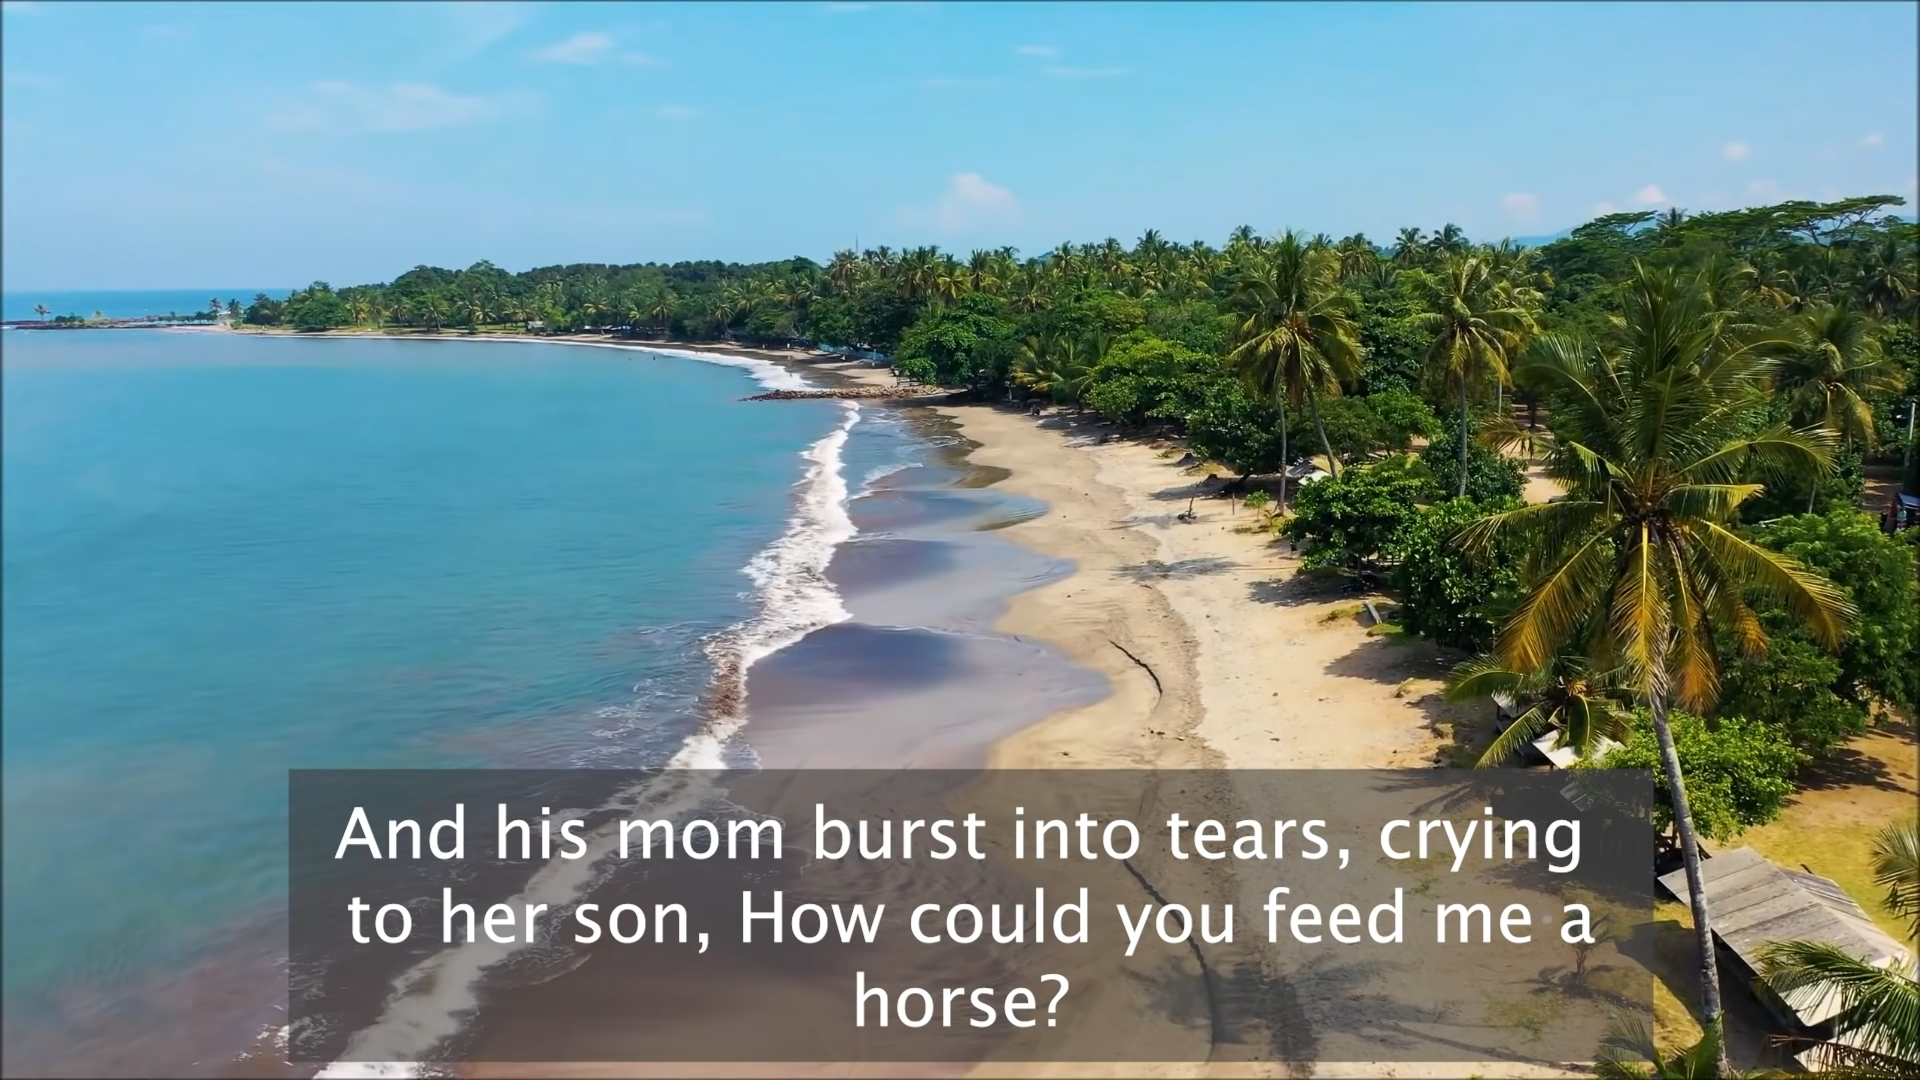 And his mom burst into tears, crying
to her son, How could you feed me a
horse?